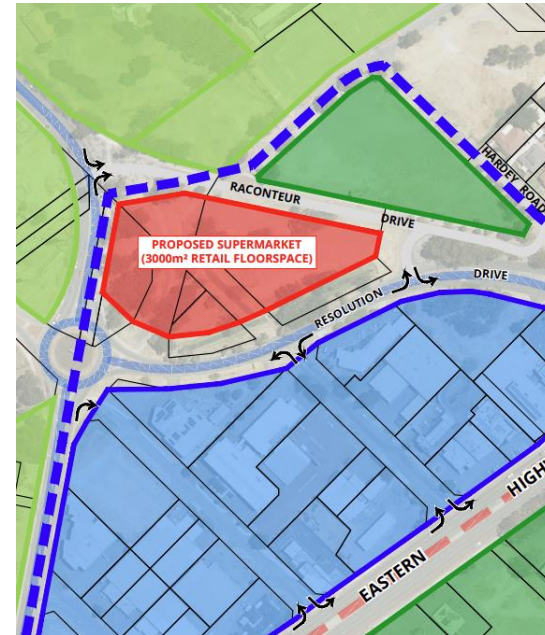 HARDEY ROAD
RACONTEUR
DRIVE
PROPOSED SUPERMARKET
(3000m² RETAIL FLOORSPACE)
DRIVE
RESOLUTION
HIGH
EASTERN